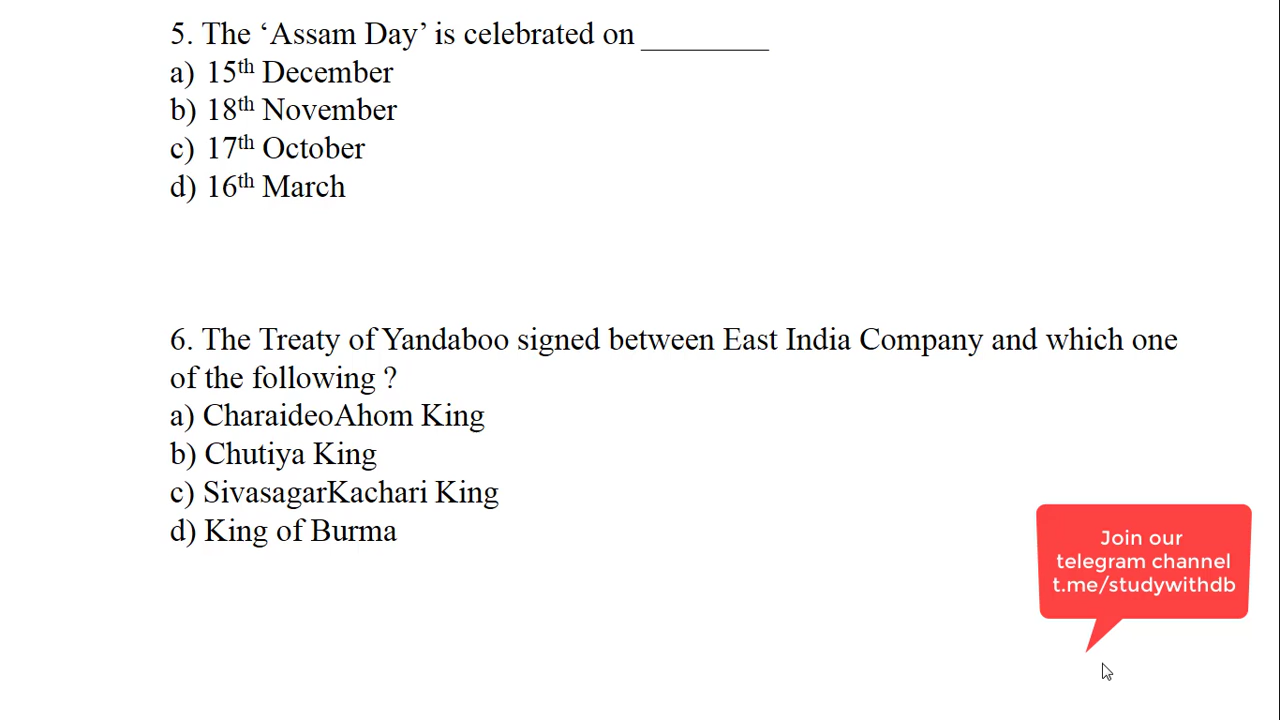 5. The ‘Assam Day’ is celebrated on ________
a) 15th December
b) 18th November
c) 17th October
d) 16th March
6. The Treaty of Yandaboo signed between East India Company and which one
of the following ?
a) CharaideoAhom King
b) Chutiya King
c) SivasagarKachari King
d) King of Burma
Join our
telegram channel
t.me/studywithdb